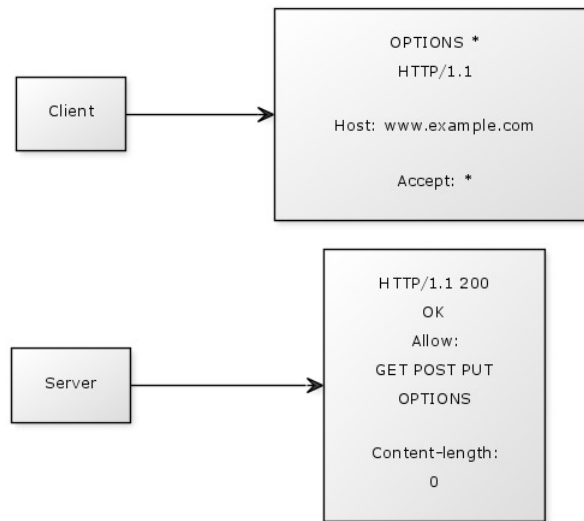 Client
OPTIONS *
HTTP/1.1
Host: www.example.com
Accept: *
Server
HTTP/1.1 200
OK
Allow:
GET POST PUT
OPTIONS
Content-length:
0